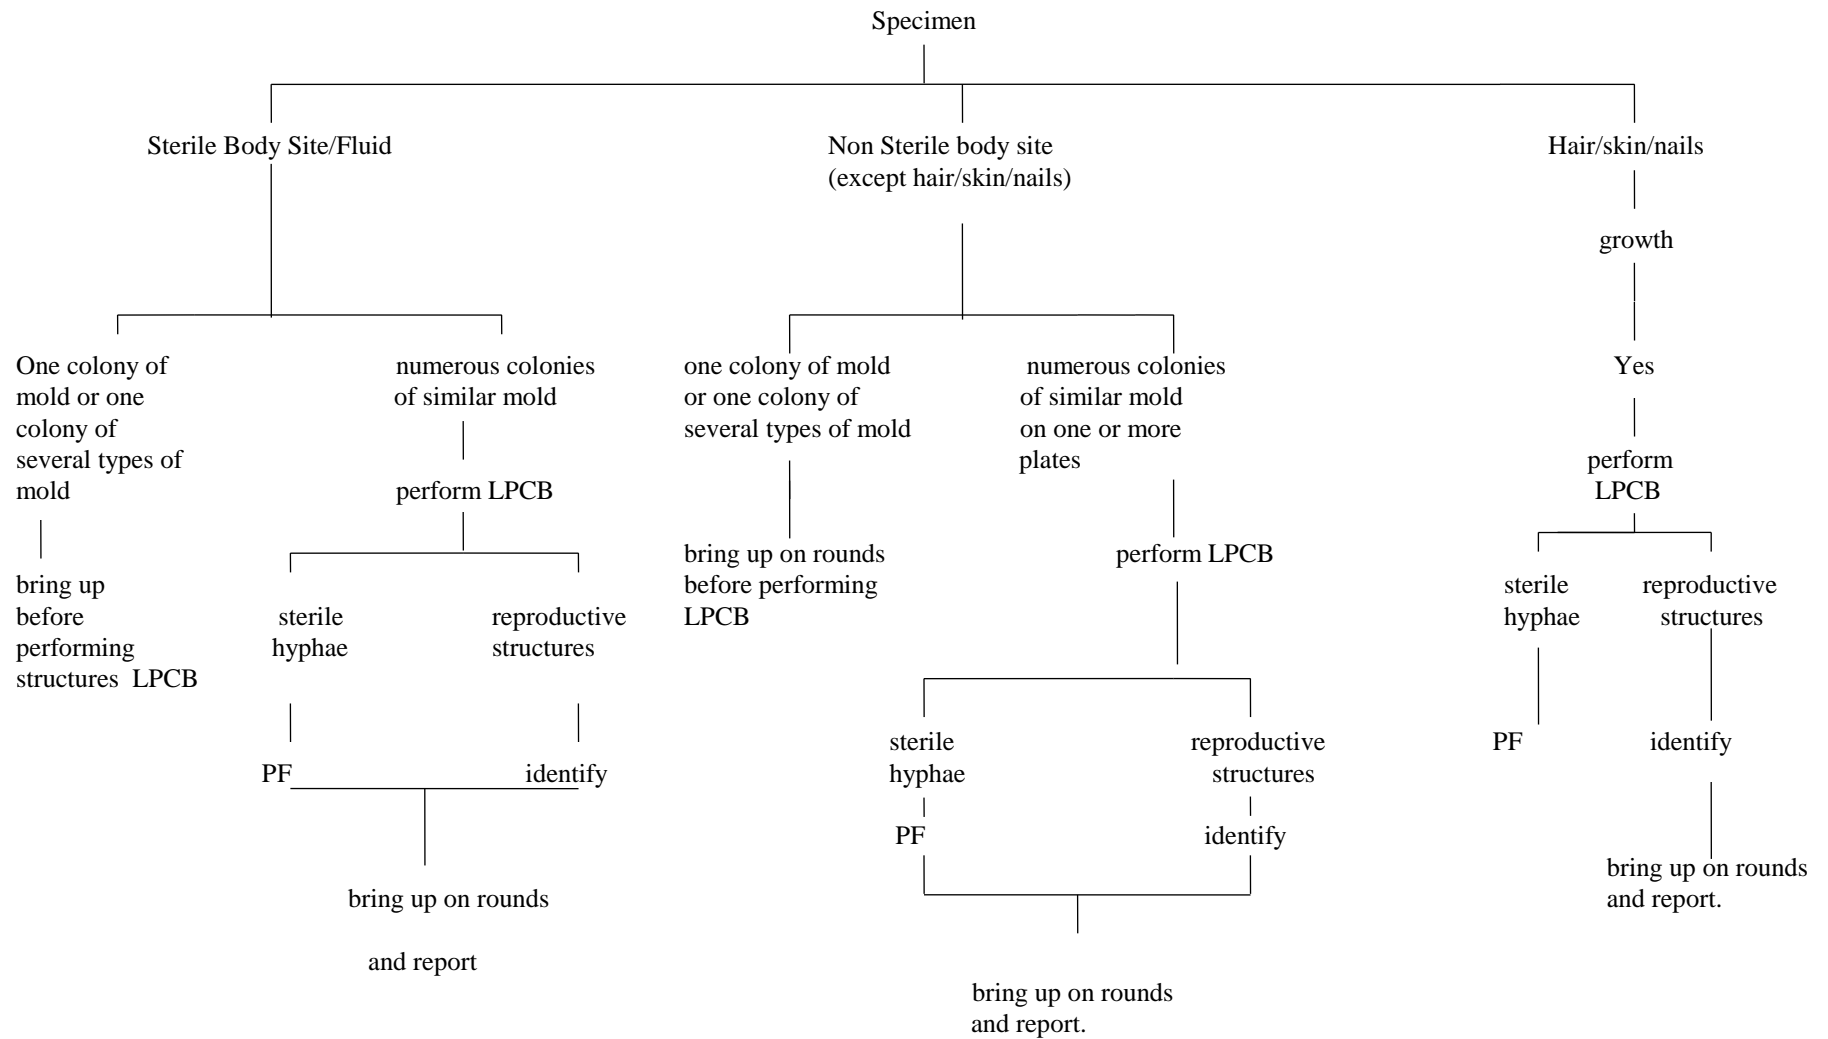 Specimen
Sterile Body Site/Fluid
Non Sterile body site
(except hair/skin/nails)
Hair/skin/nails
growth
One colony of
mold or one
colony of
several types of
mold
bring up
before
performing
structures LPCB
numerous colonies
of similar mold
perform LPCB
sterile
hyphae
reproductive
structures
PF
identify
bring up on rounds
and report
one colony of mold
or one colony of
several types of mold
bring up on rounds
before performing
LPCB
numerous colonies
of similar mold
on one or more
plates
perform LPCB
sterile
hyphae
reproductive
structures
PF
identify
bring up on rounds
and report.
Yes
perform
LPCB
sterile
hyphae
reproductive
structures
PF
identify
bring up on rounds
and report.